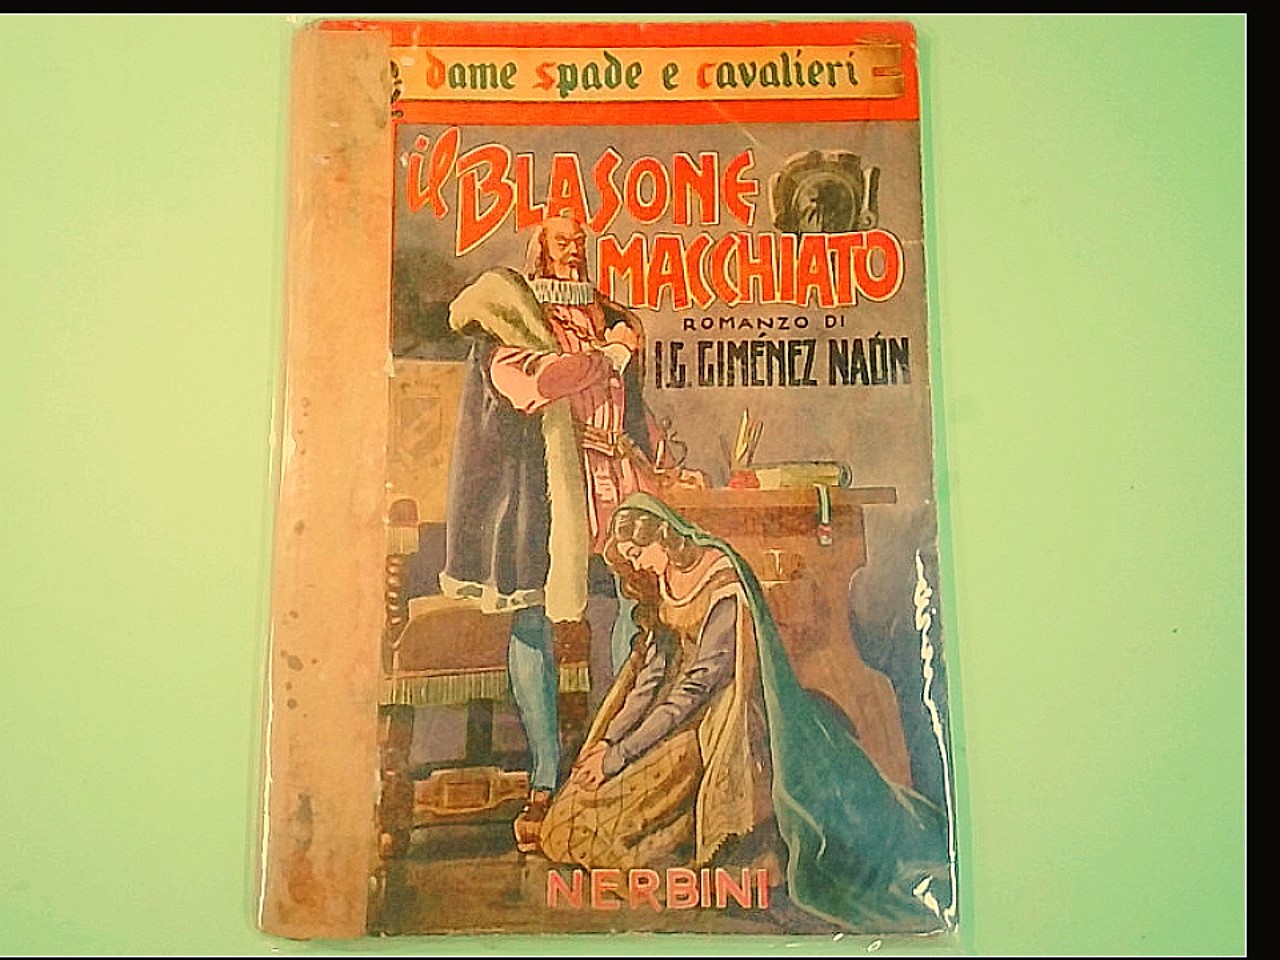 dame spade e cavalieri
il BLASONE
MACCHIATO
ROMANZO DI
I.G. GIMÉNEZ NAÓN
NERBINI